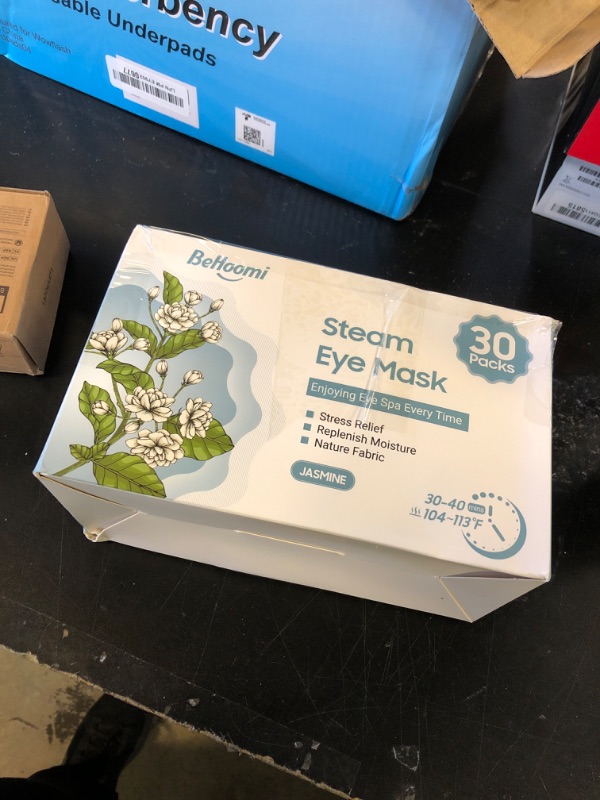 rbency
able Underpads
BeHoomi
Steam
Eye Mask
30
Packs
Enjoying Eye Spa Every Time
Stress Relief
Replenish Moisture
Nature Fabric
JASMINE
30-40 mins
104~113°F